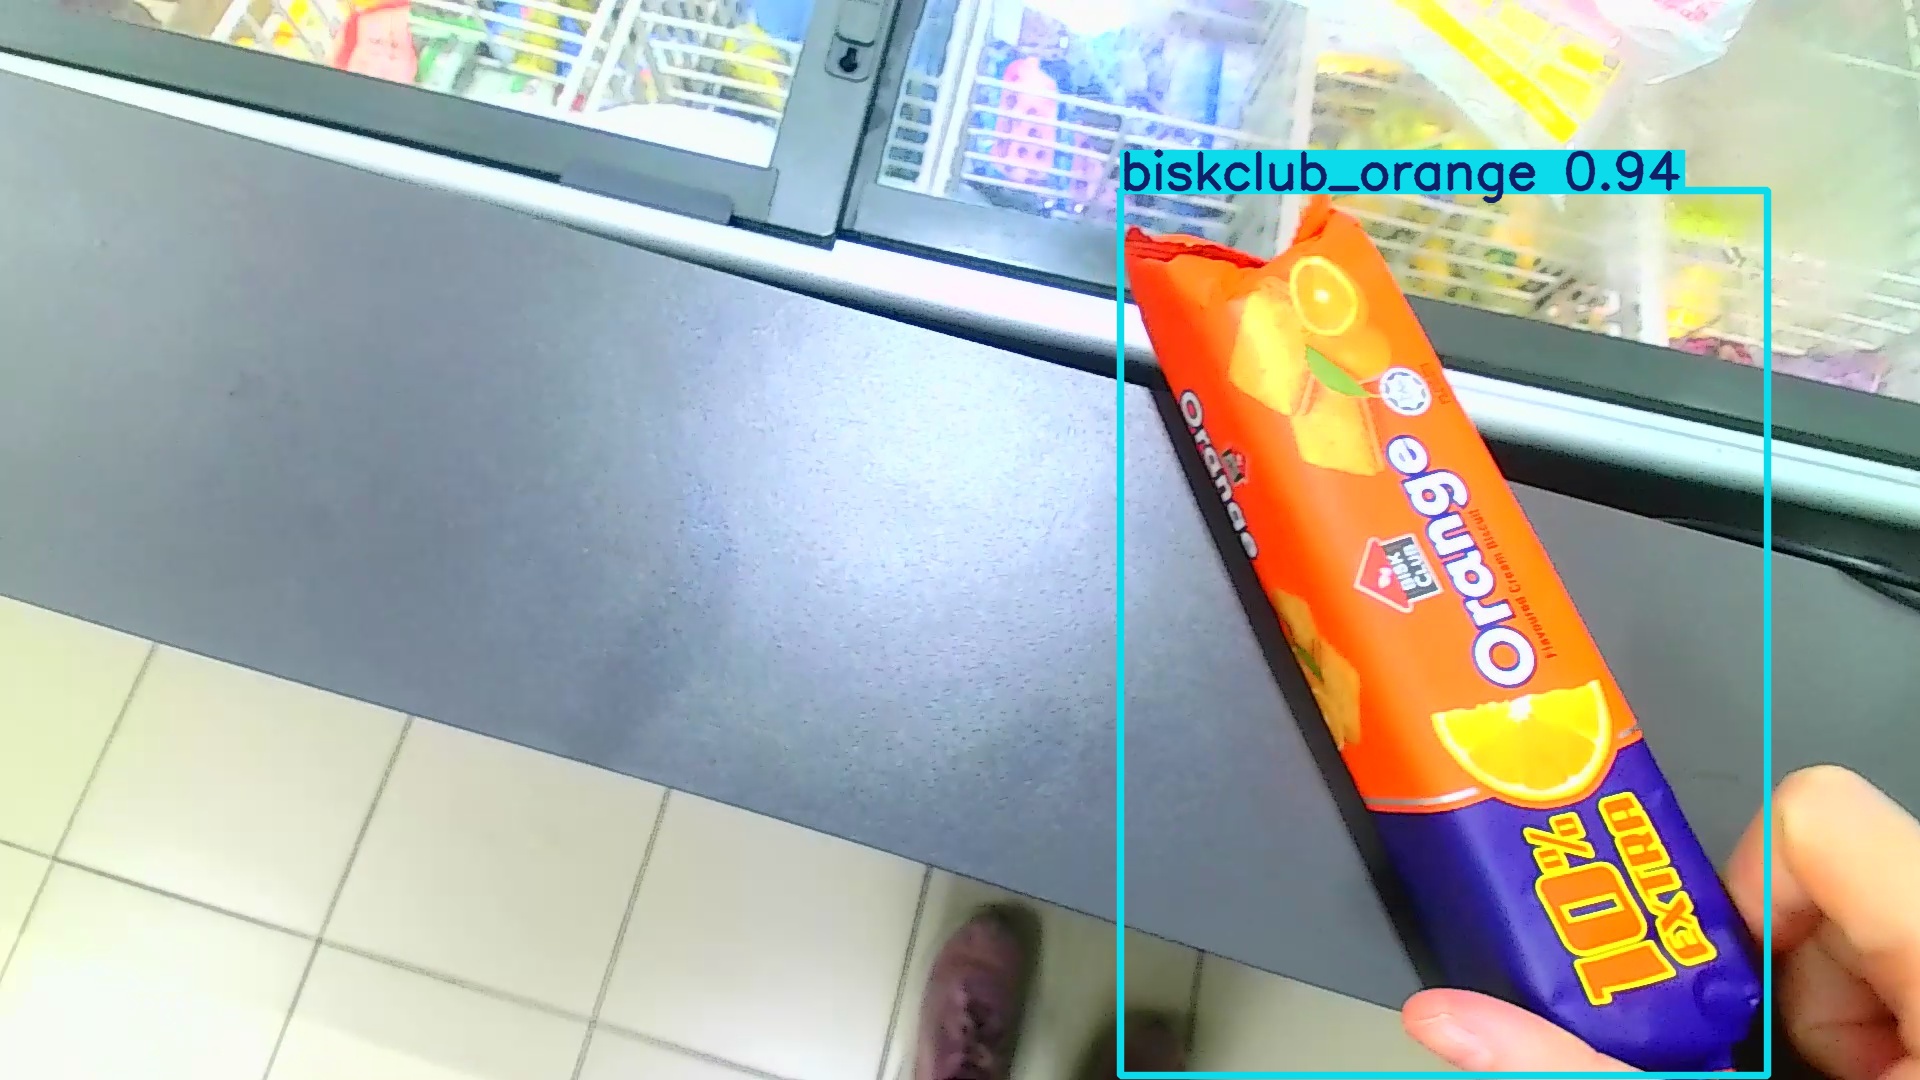 biskclub_orange 0.94
Orange
Orange
Flavoured Cream Biscuit
BISK
CLUB
10%
EXTRA